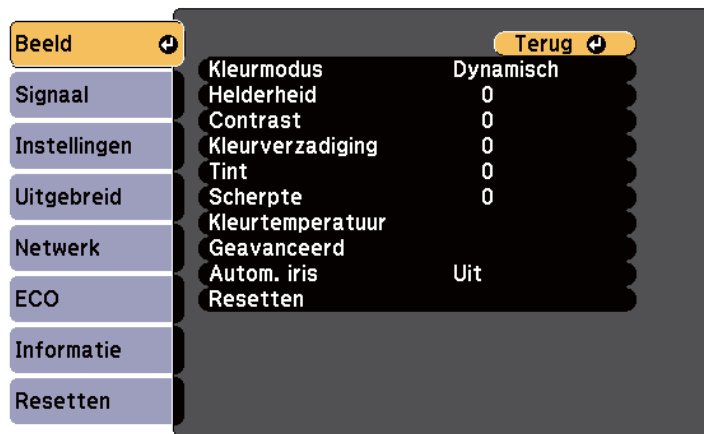 Beeld
Signaal
Instellingen
Uitgebreid
Netwerk
ECO
Informatie
Resetten
Terug
Kleurmodus Dynamisch
Helderheid 0
Contrast 0
Kleurverzadiging 0
Tint 0
Scherpte 0
Kleurtemperatuur
Geavanceerd
Autom. iris Uit
Resetten